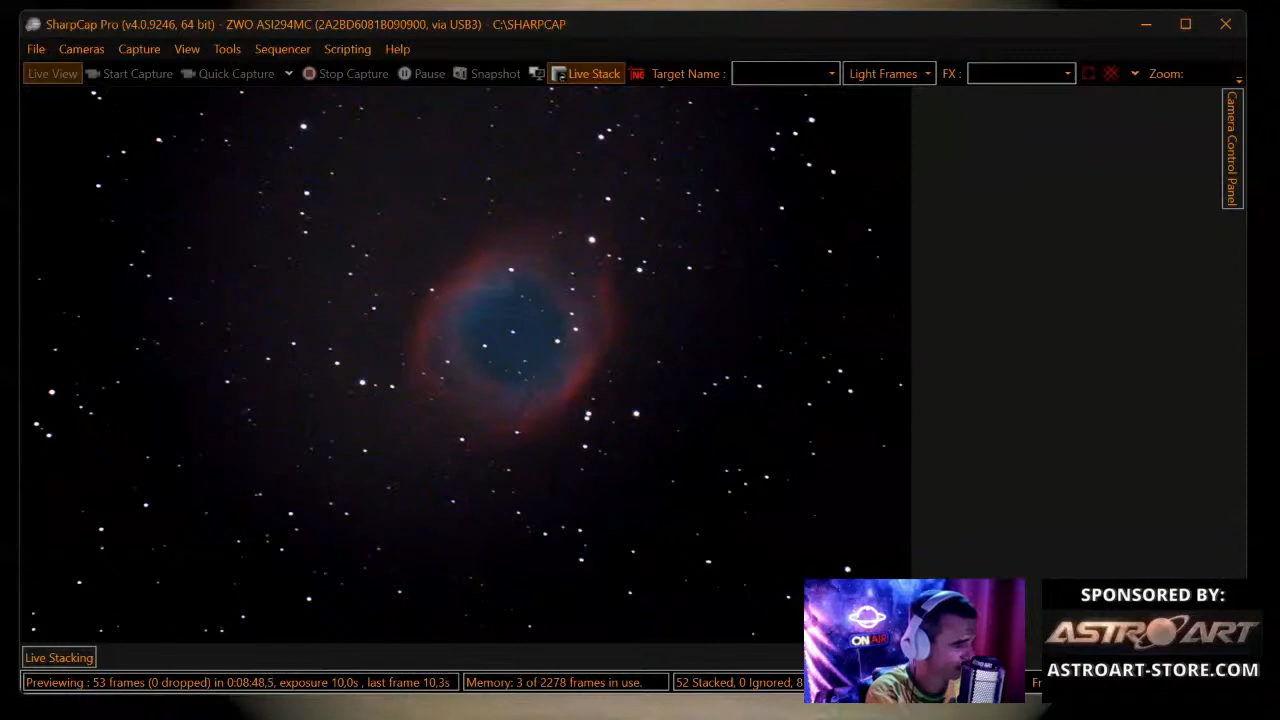 SharpCap Pro (v4.0.9246, 64 bit) - ZWO ASI294MC (2A2BD6081B090900, via USB3) - C:\SHARPCAP
File Cameras Capture View Tools Sequencer Scripting Help
Live View Start Capture Quick Capture Stop Capture Pause Snapshot Live Stack Target Name : Light Frames FX : Zoom:
Camera Control Panel
ON AIR
SPONSORED BY:
ASTROART
ASTROART-STORE.COM
Live Stacking
Previewing : 53 frames (0 dropped) in 0:08:48,5, exposure 10,0s , last frame 10,3s Memory: 3 of 2278 frames in use. 52 Stacked, 0 Ignored, 8